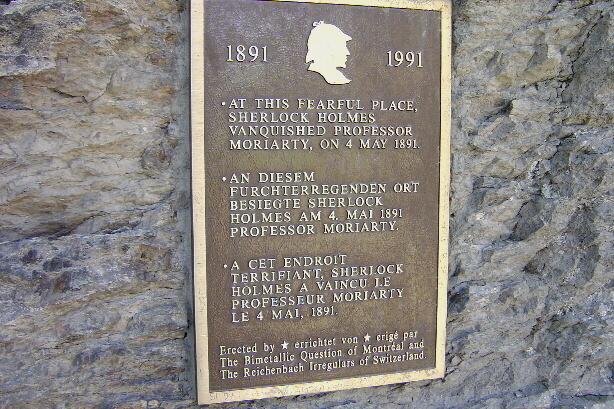 1891 1991
• AT THIS FEARFUL PLACE,
SHERLOCK HOLMES
VANQUISHED PROFESSOR
MORIARTY, ON 4 MAY 1891.
• AN DIESEM
FURCHTERREGENDEN ORT
BESIEGTE SHERLOCK
HOLMES AM 4. MAI 1891
PROFESSOR MORIARTY.
• A CET ENDROIT
TERRIFIANT, SHERLOCK
HOLMES A VAINCU LE
PROFESSEUR MORIARTY
LE 4 MAI, 1891.
Erected by ★ errichtet von ★ erigé par
The Bimetallic Question of Montréal and
The Reichenbach Irregulars of Switzerland.